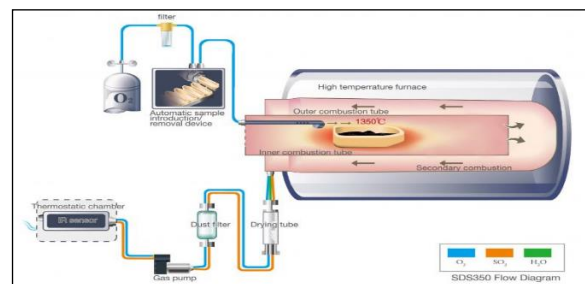 filter
O₂
Automatic sample
introduction/
removal device
High temperrature furnace
Outer combustion tube
1350℃
Inner combustion tube
Secondary combustion
Thermostatic chamber
IR sensor
Dust filter
Drying tube
Gas pump
O₂ SO₂ H₂O
SDS350 Flow Diagram